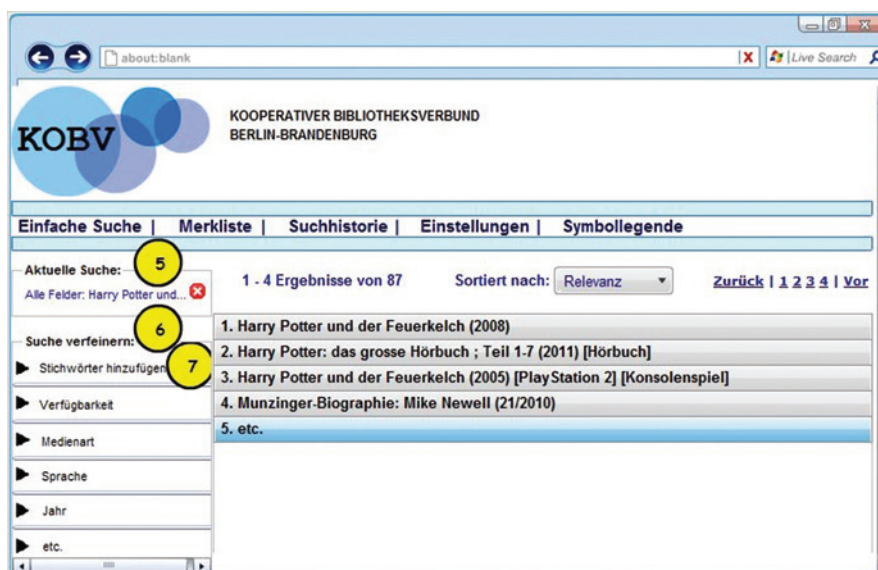 about:blank
X
Live Search
KOBV
KOOPERATIVER BIBLIOTHEKSVERBUND
BERLIN-BRANDENBURG
Einfache Suche | Merkliste | Suchhistorie | Einstellungen | Symbollegende
Aktuelle Suche:
5
Alle Felder: Harry Potter und...
1 - 4 Ergebnisse von 87
Sortiert nach: Relevanz
Zurück | 1 2 3 4 | Vor
6
Suche verfeinern:
7
Stichwörter hinzufügen
Verfügbarkeit
Medienart
Sprache
Jahr
etc.
1. Harry Potter und der Feuerkelch (2008)
2. Harry Potter: das grosse Hörbuch ; Teil 1-7 (2011) [Hörbuch]
3. Harry Potter und der Feuerkelch (2005) [PlayStation 2] [Konsolenspiel]
4. Munzinger-Biographie: Mike Newell (21/2010)
5. etc.